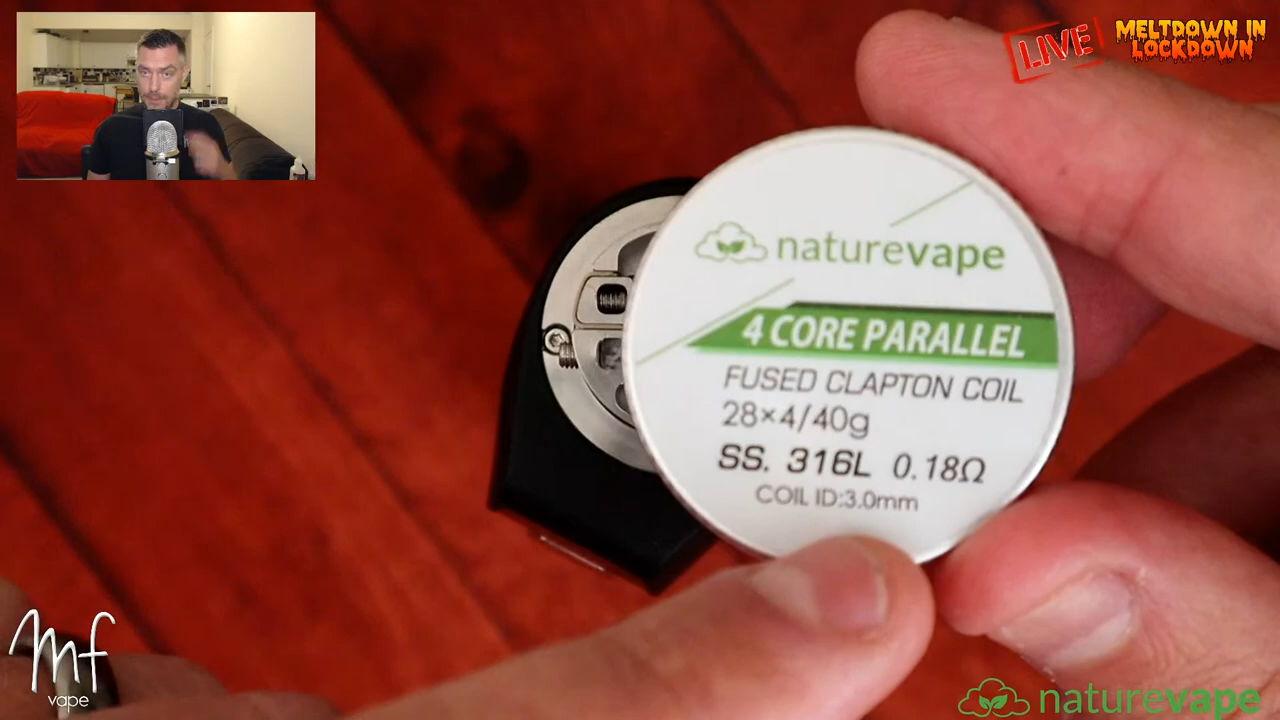 LIVE
MELTDOWN IN
LOCKDOWN
naturevape
4 CORE PARALLEL
FUSED CLAPTON COIL
28×4/40g
SS. 316L 0.18Ω
COIL ID:3.0mm
mf
vape
naturevape